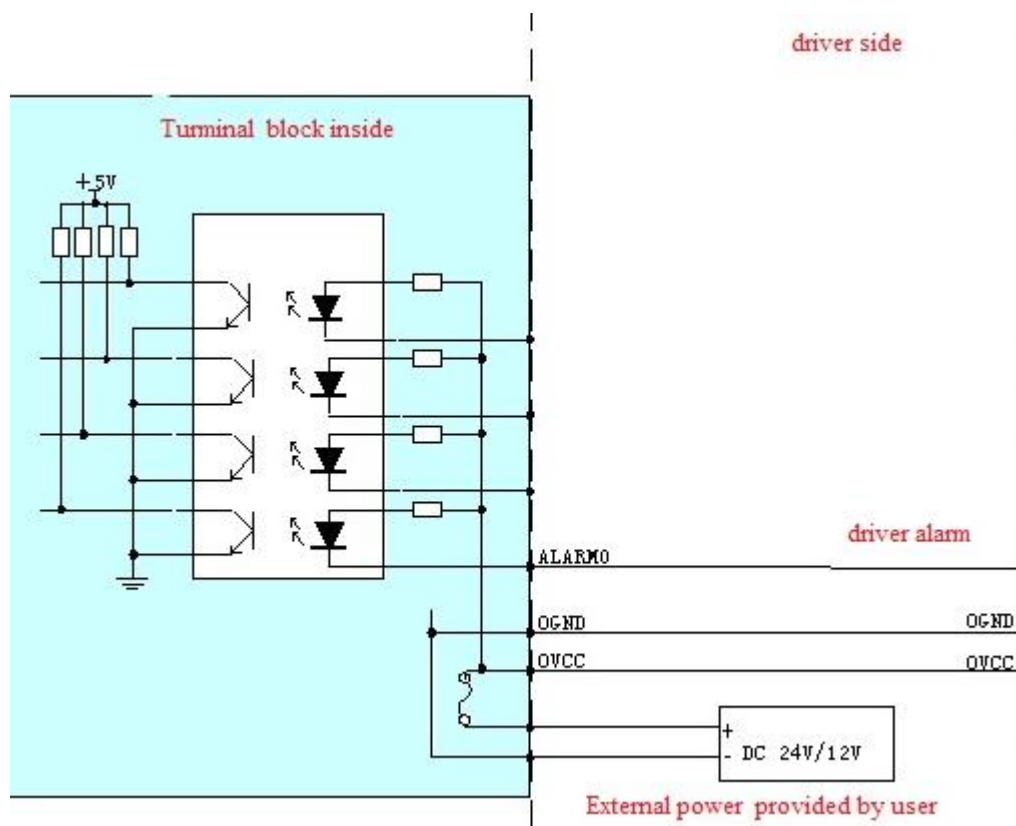 driver side
Turminal block inside
+5V
driver alarm
ALARM0
OGND
OGND
OVCC
OVCC
+
- DC 24V/12V
External power provided by user